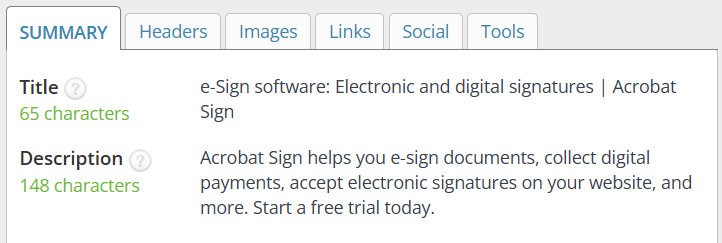 SUMMARY Headers Images Links Social Tools
Title ? e-Sign software: Electronic and digital signatures | Acrobat
65 characters Sign
Description ? Acrobat Sign helps you e-sign documents, collect digital
148 characters payments, accept electronic signatures on your website, and
more. Start a free trial today.